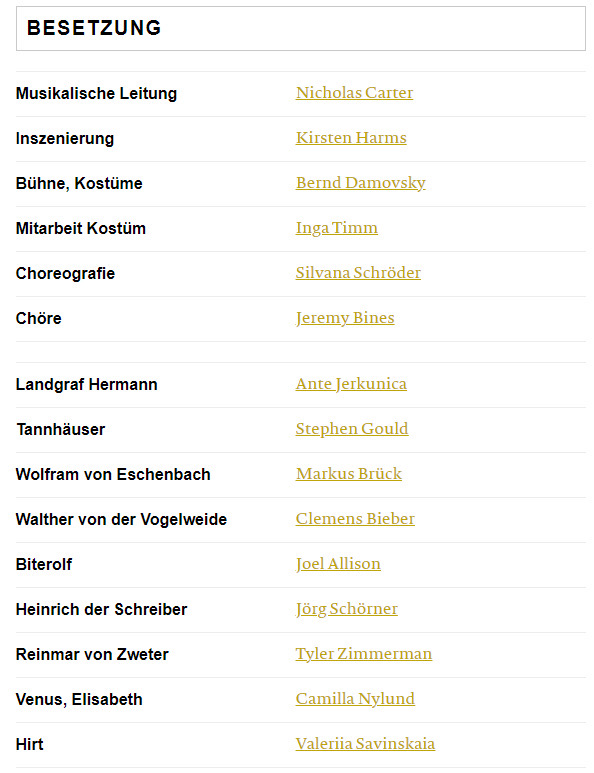 BESETZUNG
Musikalische Leitung Nicholas Carter
Inszenierung Kirsten Harms
Bühne, Kostüme Bernd Damovsky
Mitarbeit Kostüm Inga Timm
Choreografie Silvana Schröder
Chöre Jeremy Bines
Landgraf Hermann Ante Jerkunica
Tannhäuser Stephen Gould
Wolfram von Eschenbach Markus Brück
Walther von der Vogelweide Clemens Bieber
Biterolf Joel Allison
Heinrich der Schreiber Jörg Schörner
Reinmar von Zweter Tyler Zimmerman
Venus, Elisabeth Camilla Nylund
Hirt Valeriia Savinskaia